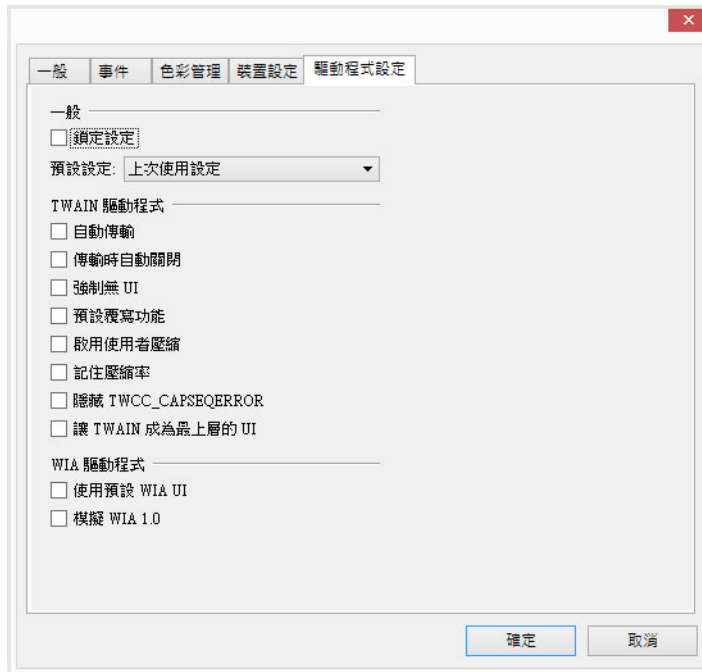 一般 事件 色彩管理 裝置設定 驅動程式設定
一般
鎖定設定
預設設定: 上次使用設定
TWAIN 驅動程式
自動傳輸
傳輸時自動關閉
強制無 UI
預設覆寫功能
啟用使用者壓縮
記住壓縮率
隱藏 TWCC_CAPSEQERROR
讓 TWAIN 成為最上層的 UI
WIA 驅動程式
使用預設 WIA UI
模擬 WIA 1.0
確定 取消